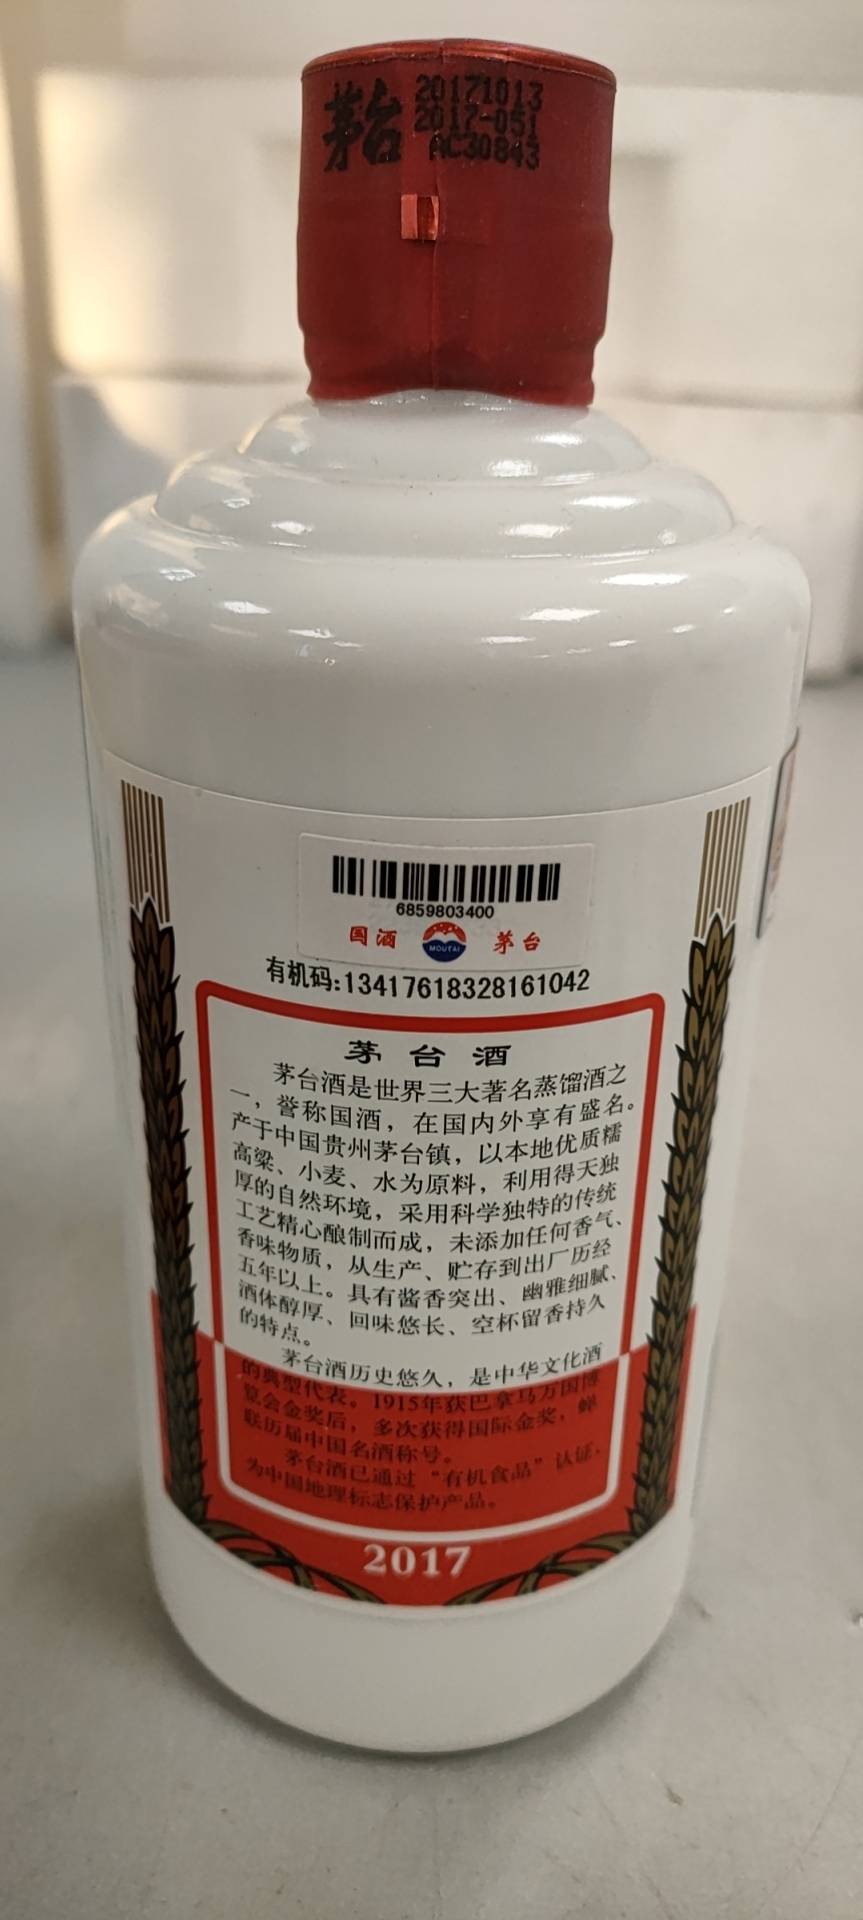 茅台
20171013
2017-051
AC30843
6859803400
国酒 MOUTAI 茅台
有机码:13417618328161042
茅台酒
茅台酒是世界三大著名蒸馏酒之
一，誉称国酒，在国内外享有盛名。
产于中国贵州茅台镇，以本地优质糯
高粱、小麦、水为原料，利用得天独
厚的自然环境，采用科学独特的传统
工艺精心酿制而成，未添加任何香气、
香味物质，从生产、贮存到出厂历经
五年以上。具有酱香突出、幽雅细腻、
酒体醇厚、回味悠长、空杯留香持久
的特点。
茅台酒历史悠久，是中华文化酒
的典型代表。1915年获巴拿马万国博
览会金奖后，多次获得国际金奖，蝉
联历届中国名酒称号。
茅台酒已通过“有机食品”认证，
为中国地理标志保护产品。
2017